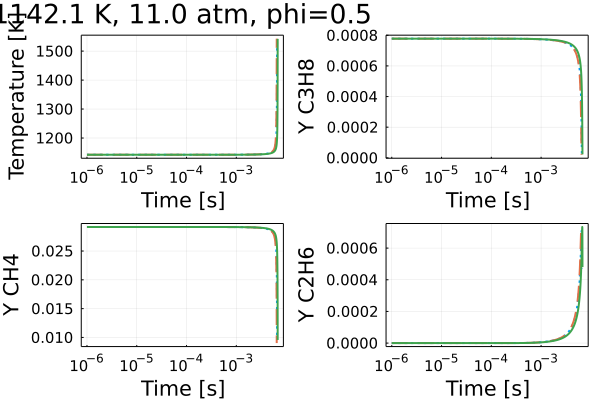 1142.1 K, 11.0 atm, phi=0.5
Temperature [K]
1500
1400
1300
1200
10⁻⁶ 10⁻⁵ 10⁻⁴ 10⁻³
Time [s]
Y C3H8
0.0008
0.0006
0.0004
0.0002
0.0000
10⁻⁶ 10⁻⁵ 10⁻⁴ 10⁻³
Time [s]
Y CH4
0.025
0.020
0.015
0.010
10⁻⁶ 10⁻⁵ 10⁻⁴ 10⁻³
Time [s]
Y C2H6
0.0006
0.0004
0.0002
0.0000
10⁻⁶ 10⁻⁵ 10⁻⁴ 10⁻³
Time [s]